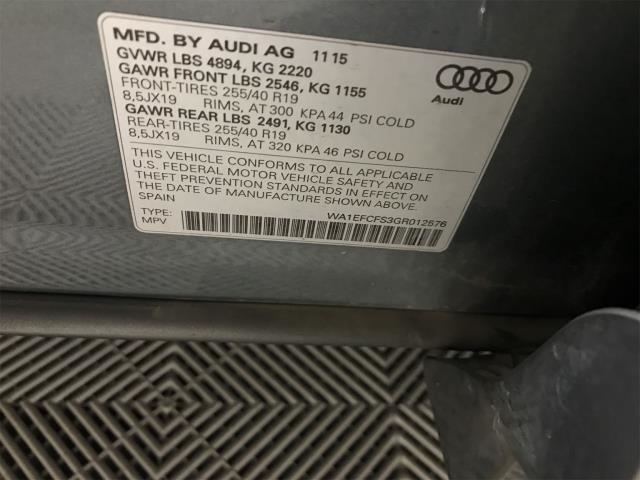 MFD. BY AUDI AG 11 15
GVWR LBS 4894, KG 2220
GAWR FRONT LBS 2546, KG 1155
FRONT-TIRES 255/40 R19
8,5JX19 RIMS, AT 300 KPA 44 PSI COLD
GAWR REAR LBS 2491, KG 1130
REAR-TIRES 255/40 R19
8,5JX19 RIMS, AT 320 KPA 46 PSI COLD
THIS VEHICLE CONFORMS TO ALL APPLICABLE
U.S. FEDERAL MOTOR VEHICLE SAFETY AND
THEFT PREVENTION STANDARDS IN EFFECT ON
THE DATE OF MANUFACTURE SHOWN ABOVE.
SPAIN
TYPE:
MPV
WA1EFCFS3GR012576
Audi